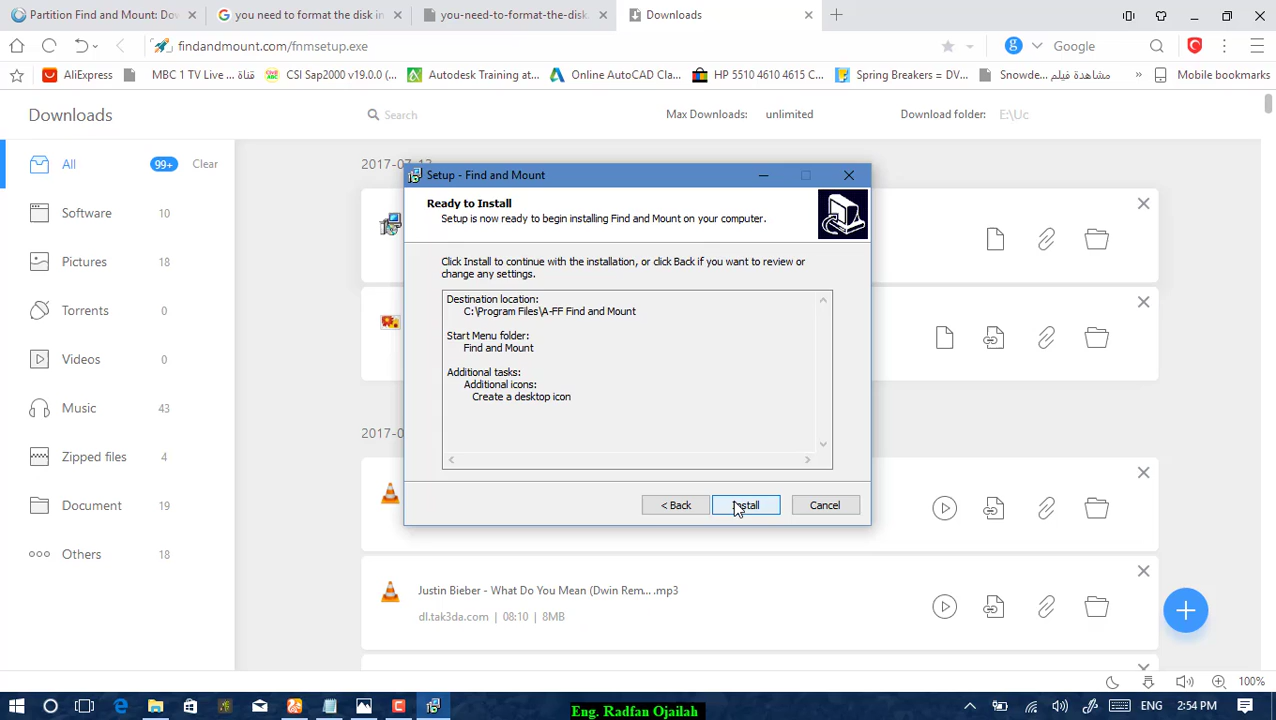 Partition Find and Mount: Dow
you need to format the disk in
you-need-to-format-the-disk.
Downloads
findandmount.com/fnmsetup.exe
Google
AliExpress
MBC 1 TV Live ... قناة
CSI Sap2000 v19.0.0 (...
Autodesk Training at...
Online AutoCAD Cla...
HP 5510 4610 4615 C...
Spring Breakers = DV...
Snowde... مشاهدة فيلم
»
Mobile bookmarks
Downloads
Search
Max Downloads: unlimited
Download folder: E:\Uc
All 99+ Clear
Software 10
Pictures 18
Torrents 0
Videos 0
Music 43
Zipped files 4
Document 19
Others 18
2017-07-12
Setup - Find and Mount
Ready to Install
Setup is now ready to begin installing Find and Mount on your computer.
Click Install to continue with the installation, or click Back if you want to review or
change any settings.
Destination location:
C:\Program Files\A-FF Find and Mount
Start Menu folder:
Find and Mount
Additional tasks:
Additional icons:
Create a desktop icon
< Back
Install
Cancel
2017-0
Justin Bieber - What Do You Mean (Dwin Rem... .mp3
dl.tak3da.com | 08:10 | 8MB
100%
Eng. Radfan Ojailah
ENG
2:54 PM